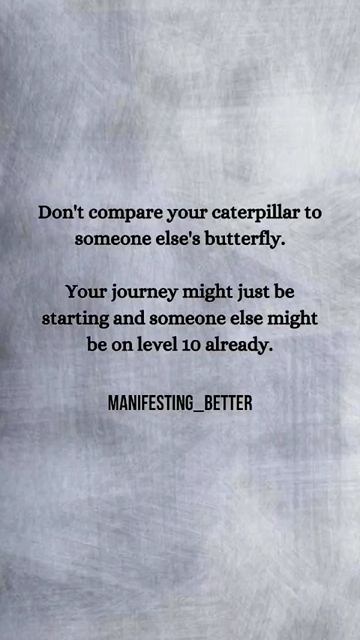 Don't compare your caterpillar to
someone else's butterfly.
Your journey might just be
starting and someone else might
be on level 10 already.
MANIFESTING_BETTER